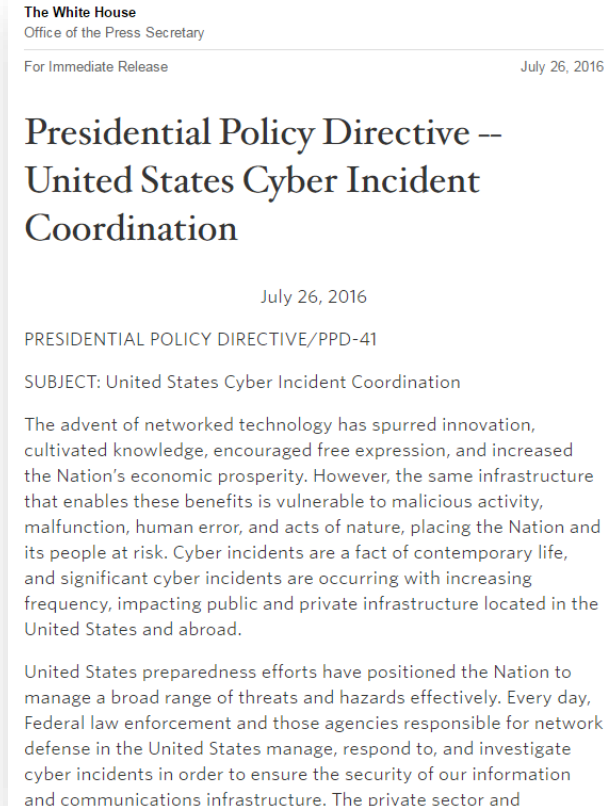 The White House
Office of the Press Secretary
For Immediate Release July 26, 2016
Presidential Policy Directive --
United States Cyber Incident
Coordination
July 26, 2016
PRESIDENTIAL POLICY DIRECTIVE/PPD-41
SUBJECT: United States Cyber Incident Coordination
The advent of networked technology has spurred innovation,
cultivated knowledge, encouraged free expression, and increased
the Nation's economic prosperity. However, the same infrastructure
that enables these benefits is vulnerable to malicious activity,
malfunction, human error, and acts of nature, placing the Nation and
its people at risk. Cyber incidents are a fact of contemporary life,
and significant cyber incidents are occurring with increasing
frequency, impacting public and private infrastructure located in the
United States and abroad.
United States preparedness efforts have positioned the Nation to
manage a broad range of threats and hazards effectively. Every day,
Federal law enforcement and those agencies responsible for network
defense in the United States manage, respond to, and investigate
cyber incidents in order to ensure the security of our information
and communications infrastructure. The private sector and